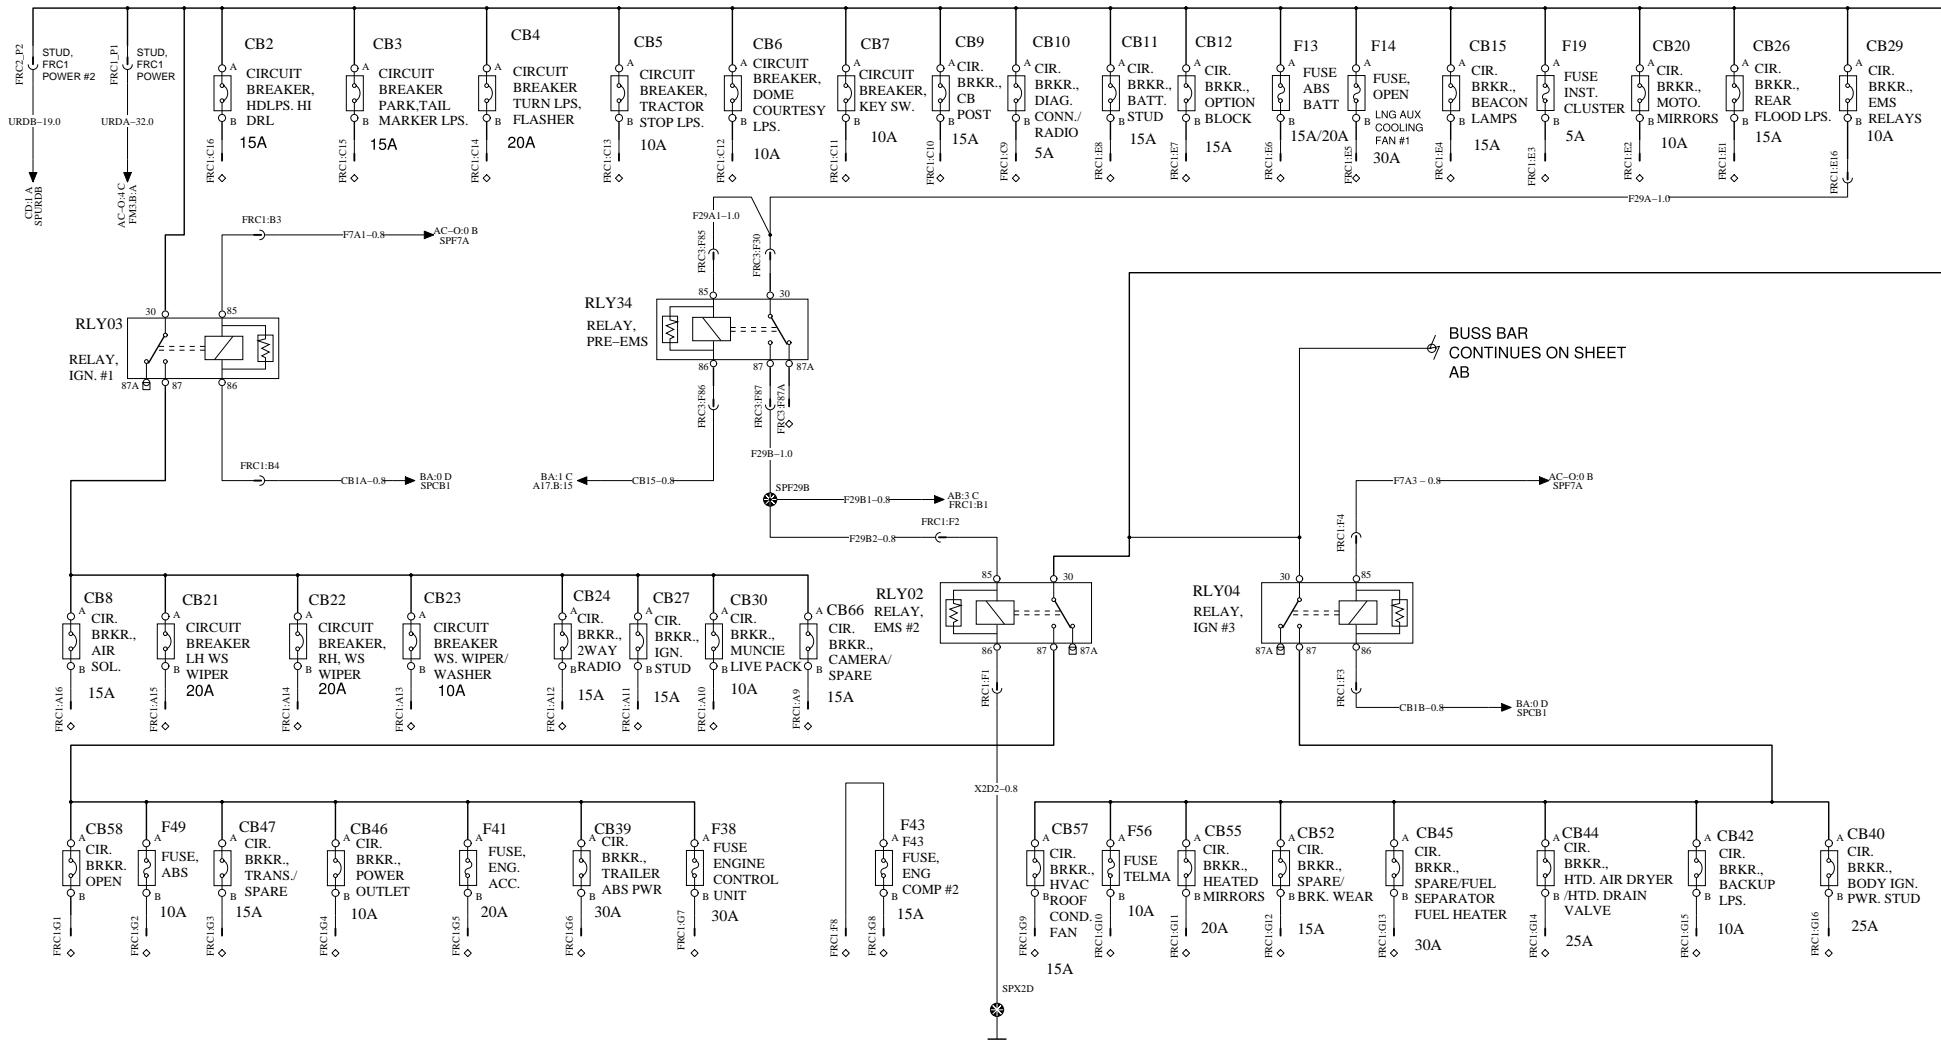 FRC2_P2
STUD,
FRC1
POWER #2
URDB–19.0
CD:1 A
SPURDB
FRC1_P1
STUD,
FRC1
POWER
URDA–32.0
AC–O:4 C
FM3.B:A
CB2
A
CIRCUIT
BREAKER,
HDLPS. HI
DRL
B
15A
FRC1:C16
CB3
A
CIRCUIT
BREAKER
PARK,TAIL
MARKER LPS.
B
15A
FRC1:C15
CB4
A
CIRCUIT
BREAKER
TURN LPS,
FLASHER
B
20A
FRC1:C14
CB5
A
CIRCUIT
BREAKER,
TRACTOR
STOP LPS.
B
10A
FRC1:C13
CB6
A
CIRCUIT
BREAKER,
DOME
COURTESY
LPS.
B
10A
FRC1:C12
CB7
A
CIRCUIT
BREAKER,
KEY SW.
B
10A
FRC1:C11
CB9
A
CIR.
BRKR.,
CB
POST
B
15A
FRC1:C10
CB10
A
CIR.
BRKR.,
DIAG.
CONN./
RADIO
B
5A
FRC1:C9
CB11
A
CIR.
BRKR.,
BATT.
STUD
B
15A
FRC1:E8
CB12
A
CIR.
BRKR.,
OPTION
BLOCK
B
15A
FRC1:E7
F13
A
FUSE
ABS
BATT
B
15A/20A
FRC1:E6
F14
A
FUSE,
OPEN
LNG AUX
COOLING
FAN #1
B
30A
FRC1:E5
CB15
A
CIR.
BRKR.,
BEACON
LAMPS
B
15A
FRC1:E4
F19
A
FUSE
INST.
CLUSTER
B
5A
FRC1:E3
CB20
A
CIR.
BRKR.,
MOTO.
MIRRORS
B
10A
FRC1:E2
CB26
A
CIR.
BRKR.,
REAR
FLOOD LPS.
B
15A
FRC1:E1
CB29
A
CIR.
BRKR.,
EMS
RELAYS
B
10A
FRC1:E16
F29A–1.0
FRC1:B3
F7A1–0.8
AC–O:0 B
SPF7A
RLY03
RELAY,
IGN. #1
30
85
87A
87
86
FRC1:B4
CB1A–0.8
BA:0 D
SPCB1
F29A1–1.0
FRC3:F85
FRC3:F30
RLY34
RELAY,
PRE–EMS
85
30
86
87
87A
FRC3:F86
FRC3:F87
FRC3:F87A
F29B–1.0
BA:1 C
A17.B:15
CB15–0.8
SPF29B
F29B1–0.8
AB:3 C
FRC1:B1
F29B2–0.8
FRC1:F2
BUSS BAR
CONTINUES ON SHEET
AB
F7A3 – 0.8
AC–O:0 B
SPF7A
FRC1:F4
RLY02
RELAY,
EMS #2
85
30
86
87
87A
FRC1:F1
RLY04
RELAY,
IGN #3
30
85
87A
87
86
FRC1:F3
CB1B–0.8
BA:0 D
SPCB1
CB8
A
CIR.
BRKR.,
AIR
SOL.
B
15A
FRC1:A16
CB21
A
CIRCUIT
BREAKER
LH WS
WIPER
B
20A
FRC1:A15
CB22
A
CIRCUIT
BREAKER,
RH, WS
WIPER
B
20A
FRC1:A14
CB23
A
CIRCUIT
BREAKER
WS. WIPER/
WASHER
B
10A
FRC1:A13
CB24
A
CIR.
BRKR.,
2WAY
RADIO
B
15A
FRC1:A12
CB27
A
CIR.
BRKR.,
IGN.
STUD
B
15A
FRC1:A11
CB30
A
CIR.
BRKR.,
MUNCIE
LIVE PACK
B
10A
FRC1:A10
CB66
A
CIR.
BRKR.,
CAMERA/
SPARE
B
15A
FRC1:A9
X2D2–0.8
SPX2D
CB58
A
CIR.
BRKR.
OPEN
B
FRC1:G1
F49
A
FUSE,
ABS
B
10A
FRC1:G2
CB47
A
CIR.
BRKR.,
TRANS./
SPARE
B
15A
FRC1:G3
CB46
A
CIR.
BRKR.,
POWER
OUTLET
B
10A
FRC1:G4
F41
A
FUSE,
ENG.
ACC.
B
20A
FRC1:G5
CB39
A
CIR.
BRKR.,
TRAILER
ABS PWR
B
30A
FRC1:G6
F38
A
FUSE
ENGINE
CONTROL
UNIT
B
30A
FRC1:G7
FRC1:F8
F43
A
F43
FUSE,
ENG
COMP #2
B
15A
FRC1:G8
CB57
A
CIR.
BRKR.,
HVAC
ROOF
COND.
FAN
B
15A
FRC1:G9
F56
A
FUSE
TELMA
B
10A
FRC1:G10
CB55
A
CIR.
BRKR.,
HEATED
MIRRORS
B
20A
FRC1:G11
CB52
A
CIR.
BRKR.,
SPARE/
BRK. WEAR
B
15A
FRC1:G12
CB45
A
CIR.
BRKR.,
SPARE/FUEL
SEPARATOR
FUEL HEATER
B
30A
FRC1:G13
CB44
A
CIR.
BRKR.,
HTD. AIR DRYER
/HTD. DRAIN
VALVE
B
25A
FRC1:G14
CB42
A
CIR.
BRKR.,
BACKUP
LPS.
B
10A
FRC1:G15
CB40
A
CIR.
BRKR.,
BODY IGN.
PWR. STUD
B
25A
FRC1:G16